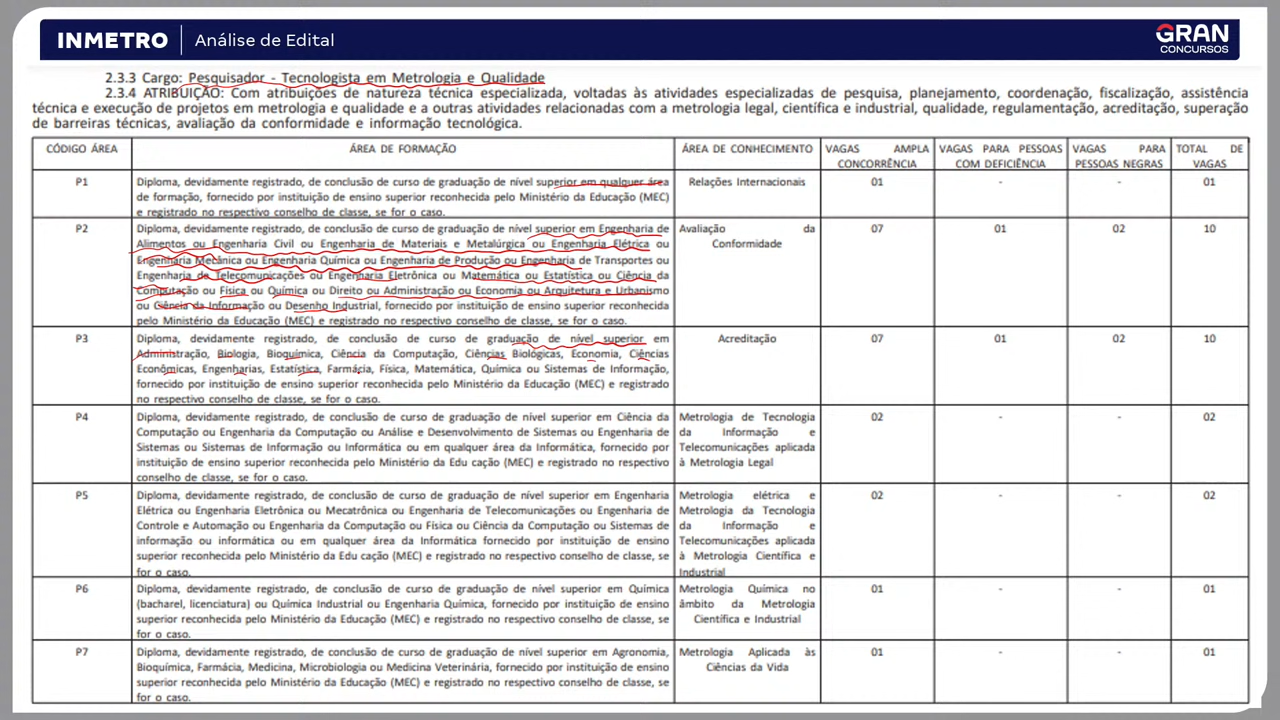 INMETRO | Análise de Edital
GRAN
CONCURSOS
2.3.3 Cargo: Pesquisador - Tecnologista em Metrologia e Qualidade
2.3.4 ATRIBUIÇÃO: Com atribuições de natureza técnica especializada, voltadas às atividades especializadas de pesquisa, planejamento, coordenação, fiscalização, assistência
técnica e execução de projetos em metrologia e qualidade e a outras atividades relacionadas com a metrologia legal, científica e industrial, qualidade, regulamentação, acreditação, superação
de barreiras técnicas, avaliação da conformidade e informação tecnológica.
CÓDIGO ÁREA
ÁREA DE FORMAÇÃO
ÁREA DE CONHECIMENTO
VAGAS AMPLA
CONCORRÊNCIA
VAGAS PARA PESSOAS
COM DEFICIÊNCIA
VAGAS PARA
PESSOAS NEGRAS
TOTAL DE
VAGAS
P1
Diploma, devidamente registrado, de conclusão de curso de graduação de nível superior em qualquer área
de formação, fornecido por instituição de ensino superior reconhecida pelo Ministério da Educação (MEC)
e registrado no respectivo conselho de classe, se for o caso.
Relações Internacionais
01
-
-
01
P2
Diploma, devidamente registrado, de conclusão de curso de graduação de nível superior em Engenharia de
Alimentos ou Engenharia Civil ou Engenharia de Materiais e Metalúrgica ou Engenharia Elétrica ou
Engenharia Mecânica ou Engenharia Química ou Engenharia de Produção ou Engenharia de Transportes ou
Engenharia de Telecomunicações ou Engenharia Eletrônica ou Matemática ou Estatística ou Ciência da
Computação ou Física ou Química ou Direito ou Administração ou Economia ou Arquitetura e Urbanismo
ou Ciência da Informação ou Desenho Industrial, fornecido por instituição de ensino superior reconhecida
pelo Ministério da Educação (MEC) e registrado no respectivo conselho de classe, se for o caso.
Avaliação da
Conformidade
07
01
02
10
P3
Diploma, devidamente registrado, de conclusão de curso de graduação de nível superior em
Administração, Biologia, Bioquímica, Ciência da Computação, Ciências Biológicas, Economia, Ciências
Econômicas, Engenharias, Estatística, Farmácia, Física, Matemática, Química ou Sistemas de Informação,
fornecido por instituição de ensino superior reconhecida pelo Ministério da Educação (MEC) e registrado
no respectivo conselho de classe, se for o caso.
Acreditação
07
01
02
10
P4
Diploma, devidamente registrado, de conclusão de curso de graduação de nível superior em Ciência da
Computação ou Engenharia da Computação ou Análise e Desenvolvimento de Sistemas ou Engenharia de
Sistemas ou Sistemas de Informação ou Informática ou em qualquer área da Informática, fornecido por
instituição de ensino superior reconhecida pelo Ministério da Edu cação (MEC) e registrado no respectivo
conselho de classe, se for o caso.
Metrologia de Tecnologia
da Informação e
Telecomunicações aplicada
à Metrologia Legal
02
-
-
02
P5
Diploma, devidamente registrado, de conclusão de curso de graduação de nível superior em Engenharia
Elétrica ou Engenharia Eletrônica ou Mecatrônica ou Engenharia de Telecomunicações ou Engenharia de
Controle e Automação ou Engenharia da Computação ou Física ou Ciência da Computação ou Sistemas de
informação ou informática ou em qualquer área da Informática fornecido por instituição de ensino
superior reconhecida pelo Ministério da Edu cação (MEC) e registrado no respectivo conselho de classe, se
for o caso.
Metrologia elétrica e
Metrologia da Tecnologia
da Informação e
Telecomunicações aplicada
à Metrologia Científica e
Industrial
02
-
-
02
P6
Diploma, devidamente registrado, de conclusão de curso de graduação de nível superior em Química
(bacharel, licenciatura) ou Química Industrial ou Engenharia Química, fornecido por instituição de ensino
superior reconhecida pelo Ministério da Educação (MEC) e registrado no respectivo conselho de classe, se
for o caso.
Metrologia Química no
âmbito da Metrologia
Científica e Industrial
01
-
-
01
P7
Diploma, devidamente registrado, de conclusão de curso de graduação de nível superior em Agronomia,
Bioquímica, Farmácia, Medicina, Microbiologia ou Medicina Veterinária, fornecido por instituição de ensino
superior reconhecida pelo Ministério da Educação (MEC) e registrado no respectivo conselho de classe, se
for o caso.
Metrologia Aplicada às
Ciências da Vida
01
-
-
01